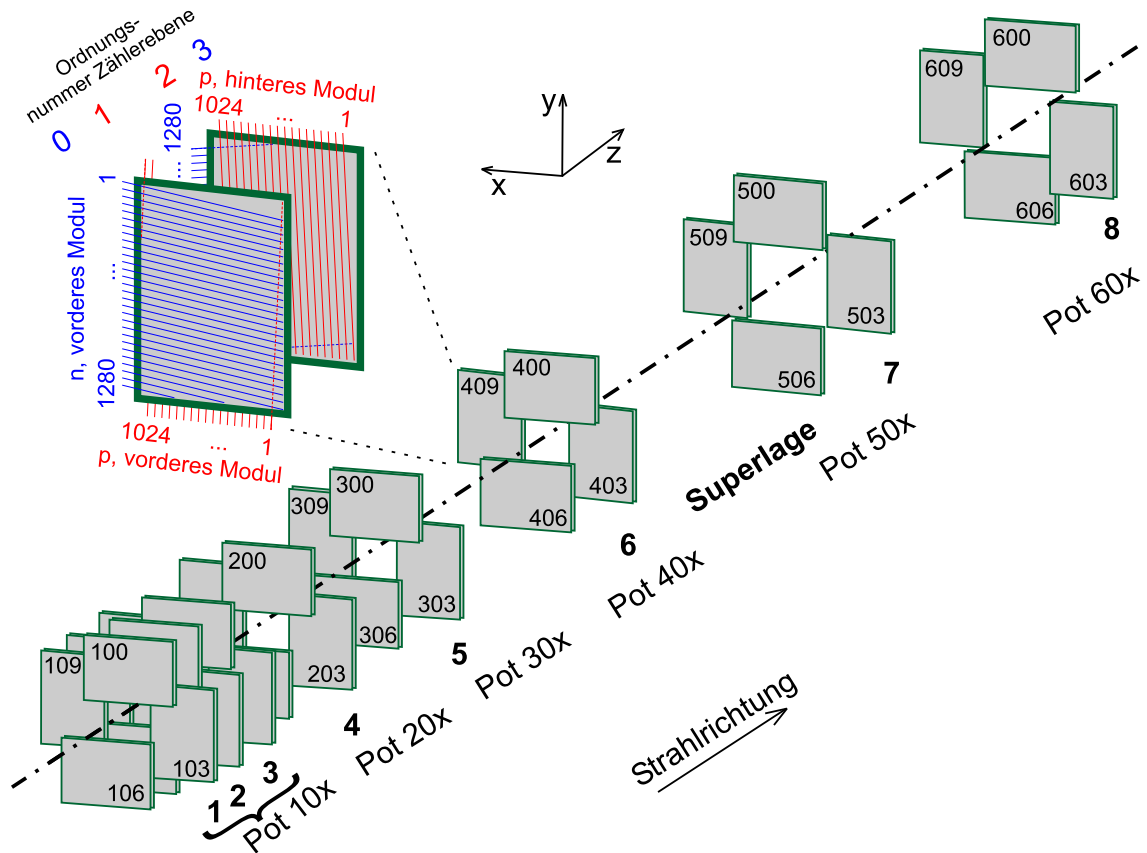 Ordnungs-
nummer Zählerebene
0 1 2 3
p, hinteres Modul
1024 ... 1
1280 ...
n, vorderes Modul
1 ... 1280
1024 ... 1
p, vorderes Modul
y
x
z
600
609
603
606
8
Pot 60x
500
509
503
506
7
Pot 50x
Superlage
400
409
403
406
6
Pot 40x
300
309
303
306
5
Pot 30x
200
203
4
Pot 20x
100
109
103
106
1 2 3
Pot 10x
Strahlrichtung